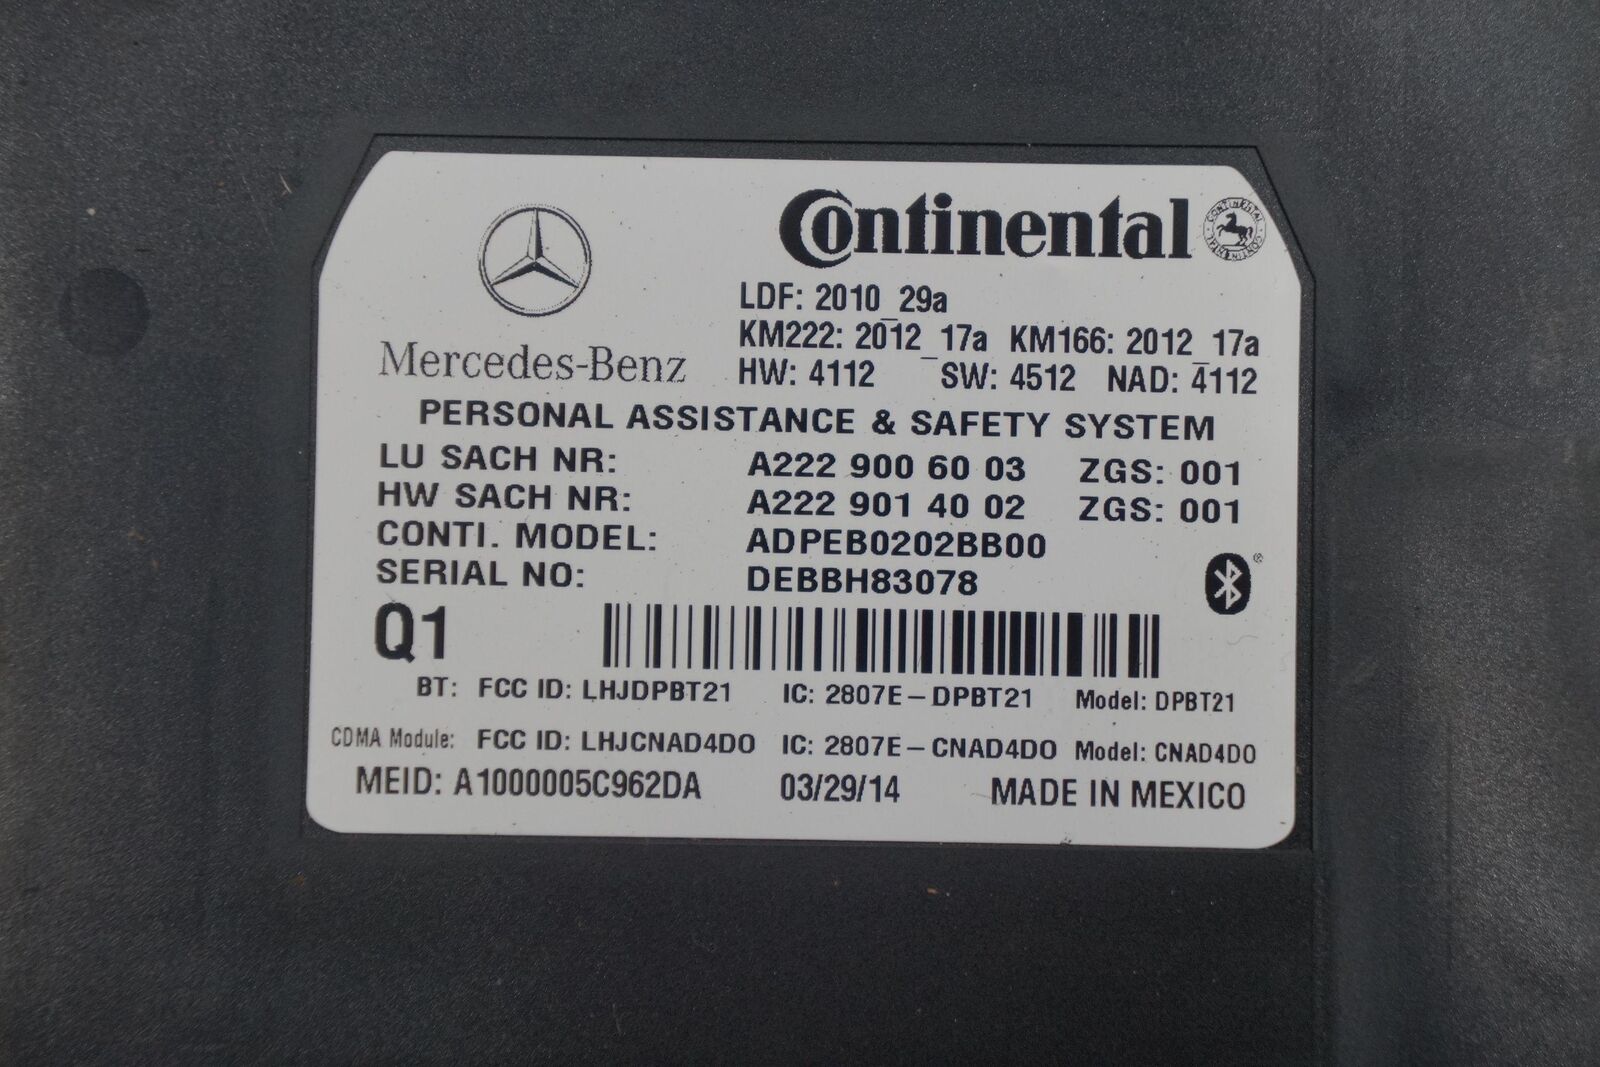 Continental
LDF: 2010_29a
KM222: 2012_17a KM166: 2012_17a
Mercedes-Benz
HW: 4112 SW: 4512 NAD: 4112
PERSONAL ASSISTANCE & SAFETY SYSTEM
LU SACH NR: A222 900 60 03 ZGS: 001
HW SACH NR: A222 901 40 02 ZGS: 001
CONTI. MODEL: ADPEB0202BB00
SERIAL NO: DEBBH83078
Q1
BT: FCC ID: LHJDPBT21 IC: 2807E-DPBT21 Model: DPBT21
CDMA Module: FCC ID: LHJCNAD4DO IC: 2807E-CNAD4DO Model: CNAD4DO
MEID: A1000005C962DA 03/29/14 MADE IN MEXICO